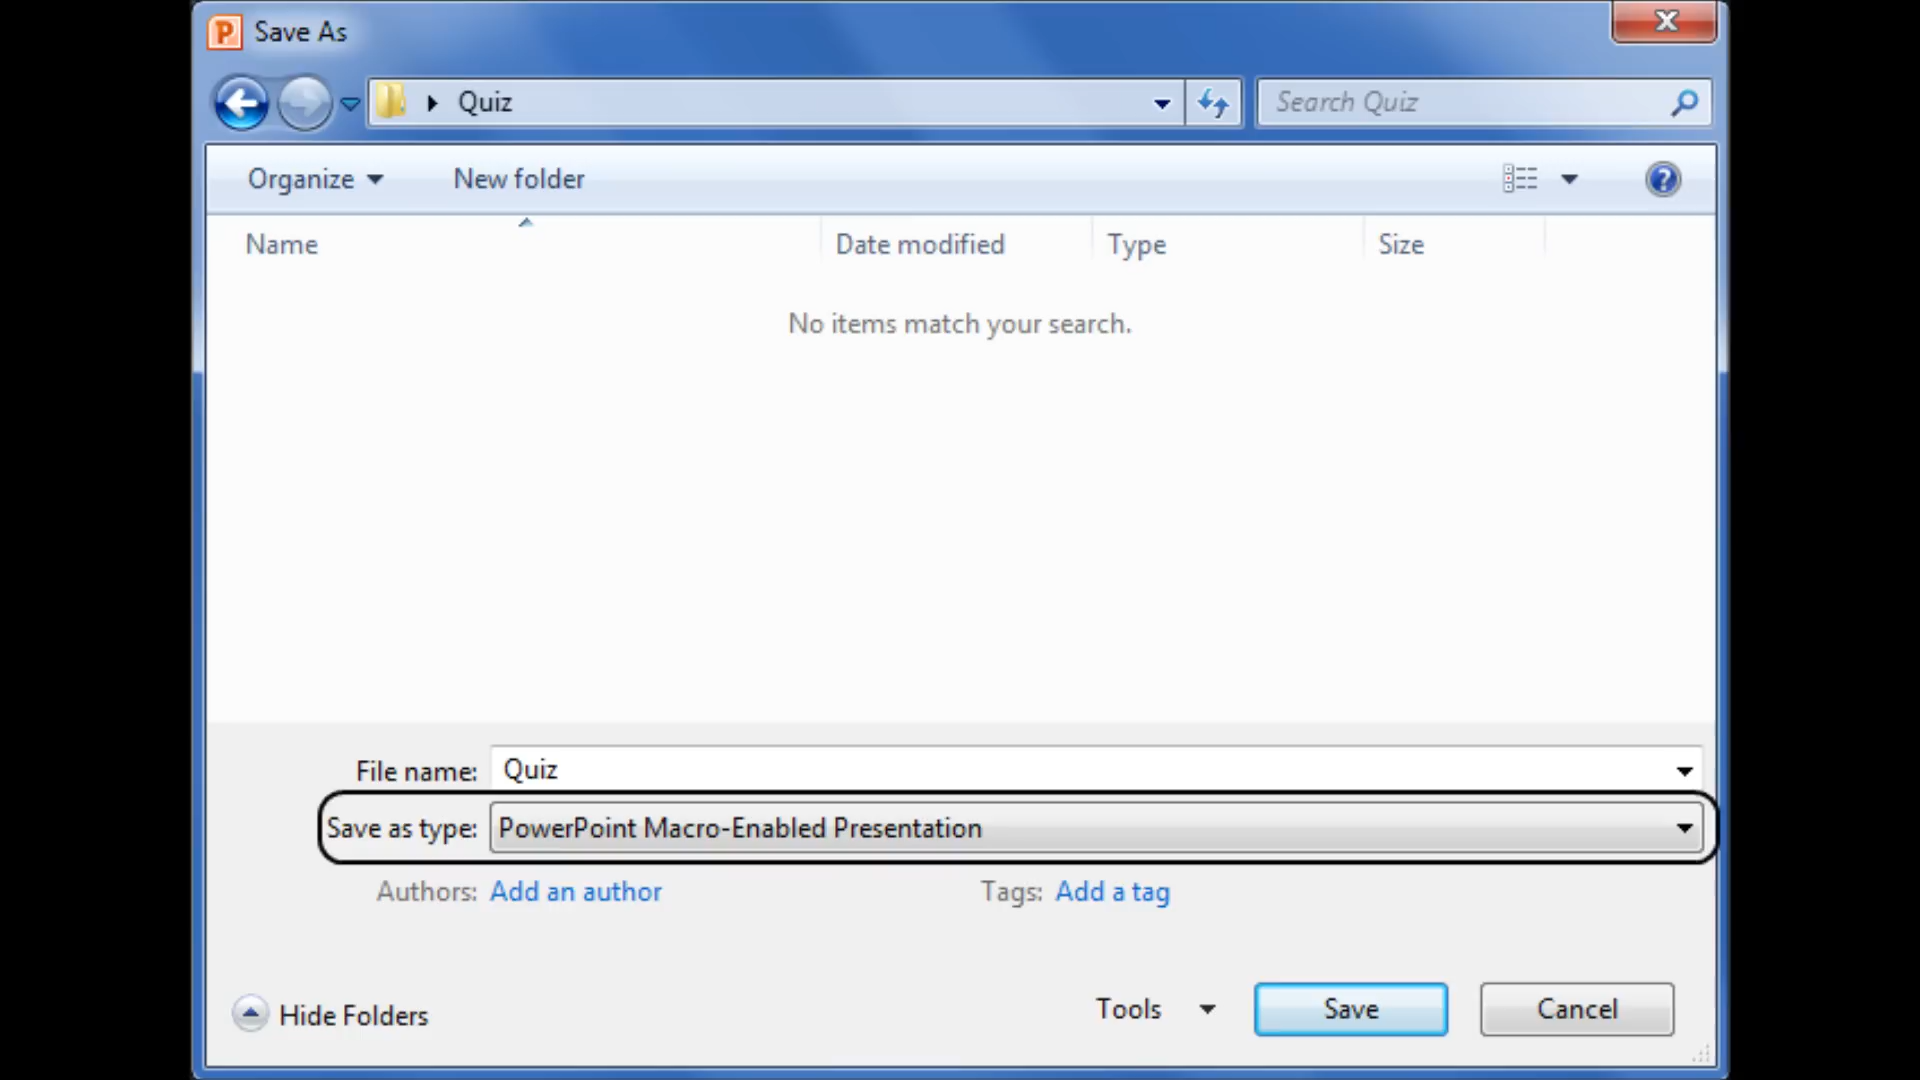 Save As
Quiz
Search Quiz
Organize
New folder
Name
Date modified
Type
Size
No items match your search.
File name: Quiz
Save as type: PowerPoint Macro-Enabled Presentation
Authors: Add an author
Tags: Add a tag
Hide Folders
Tools
Save
Cancel